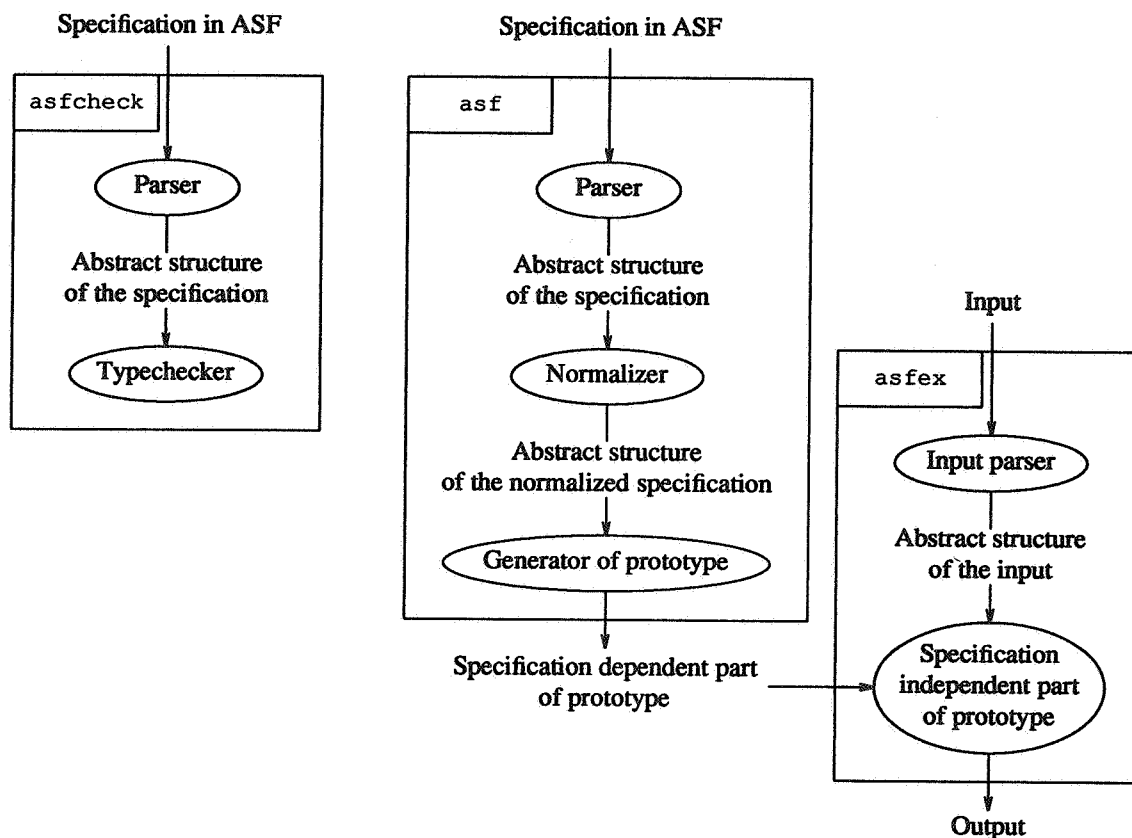 Specification in ASF
asfcheck
Parser
Abstract structure
of the specification
Typechecker
Specification in ASF
asf
Parser
Abstract structure
of the specification
Normalizer
Abstract structure
of the normalized specification
Generator of prototype
Specification dependent part
of prototype
Input
asfex
Input parser
Abstract structure
of the input
Specification
independent part
of prototype
Output